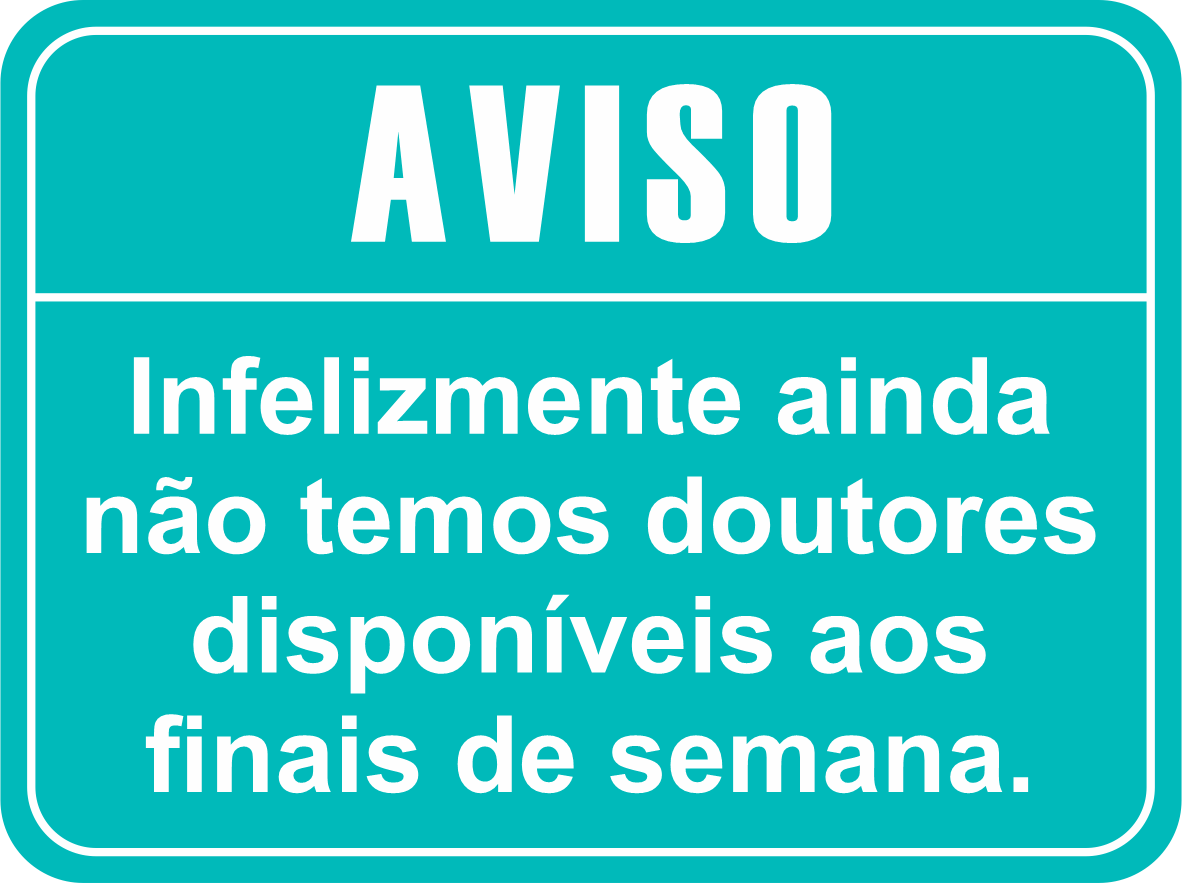 AVISO
Infelizmente ainda
não temos doutores
disponíveis aos
finais de semana.